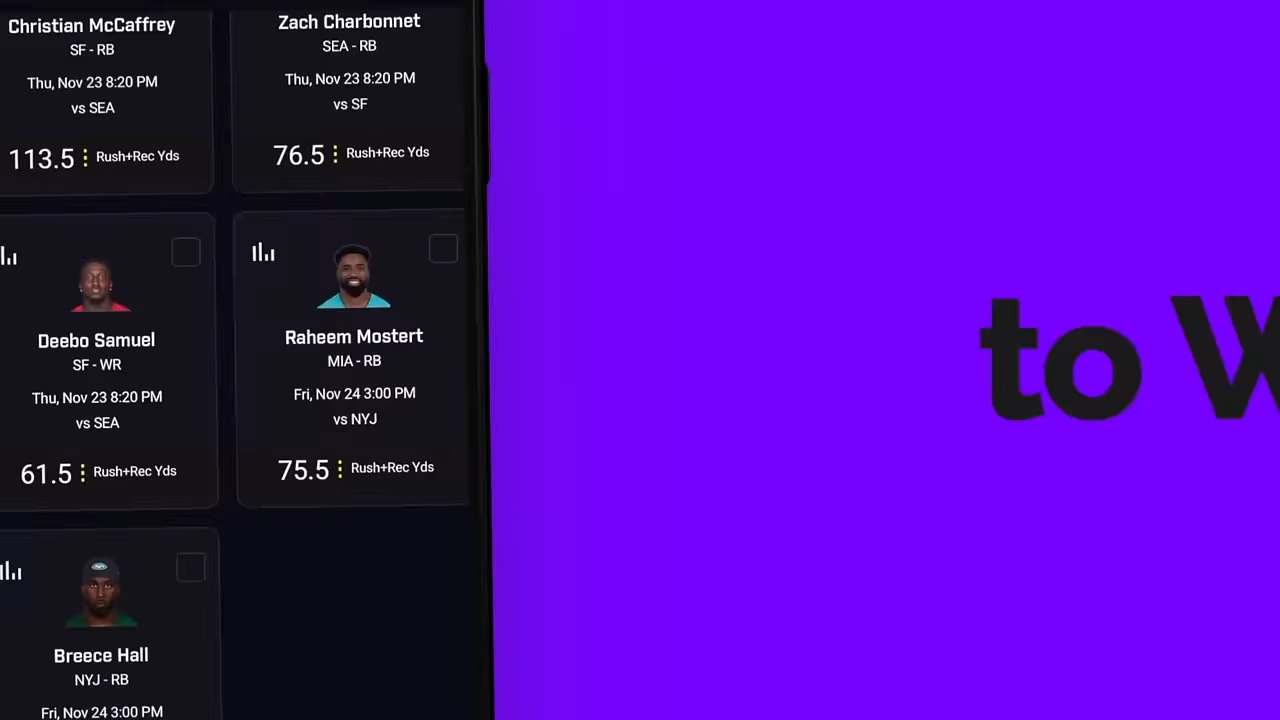 Christian McCaffrey
SF - RB
Thu, Nov 23 8:20 PM
vs SEA
113.5 Rush+Rec Yds
Zach Charbonnet
SEA - RB
Thu, Nov 23 8:20 PM
vs SF
76.5 Rush+Rec Yds
Deebo Samuel
SF - WR
Thu, Nov 23 8:20 PM
vs SEA
61.5 Rush+Rec Yds
Raheem Mostert
MIA - RB
Fri, Nov 24 3:00 PM
vs NYJ
75.5 Rush+Rec Yds
Breece Hall
NYJ - RB
Fri, Nov 24 3:00 PM
to W